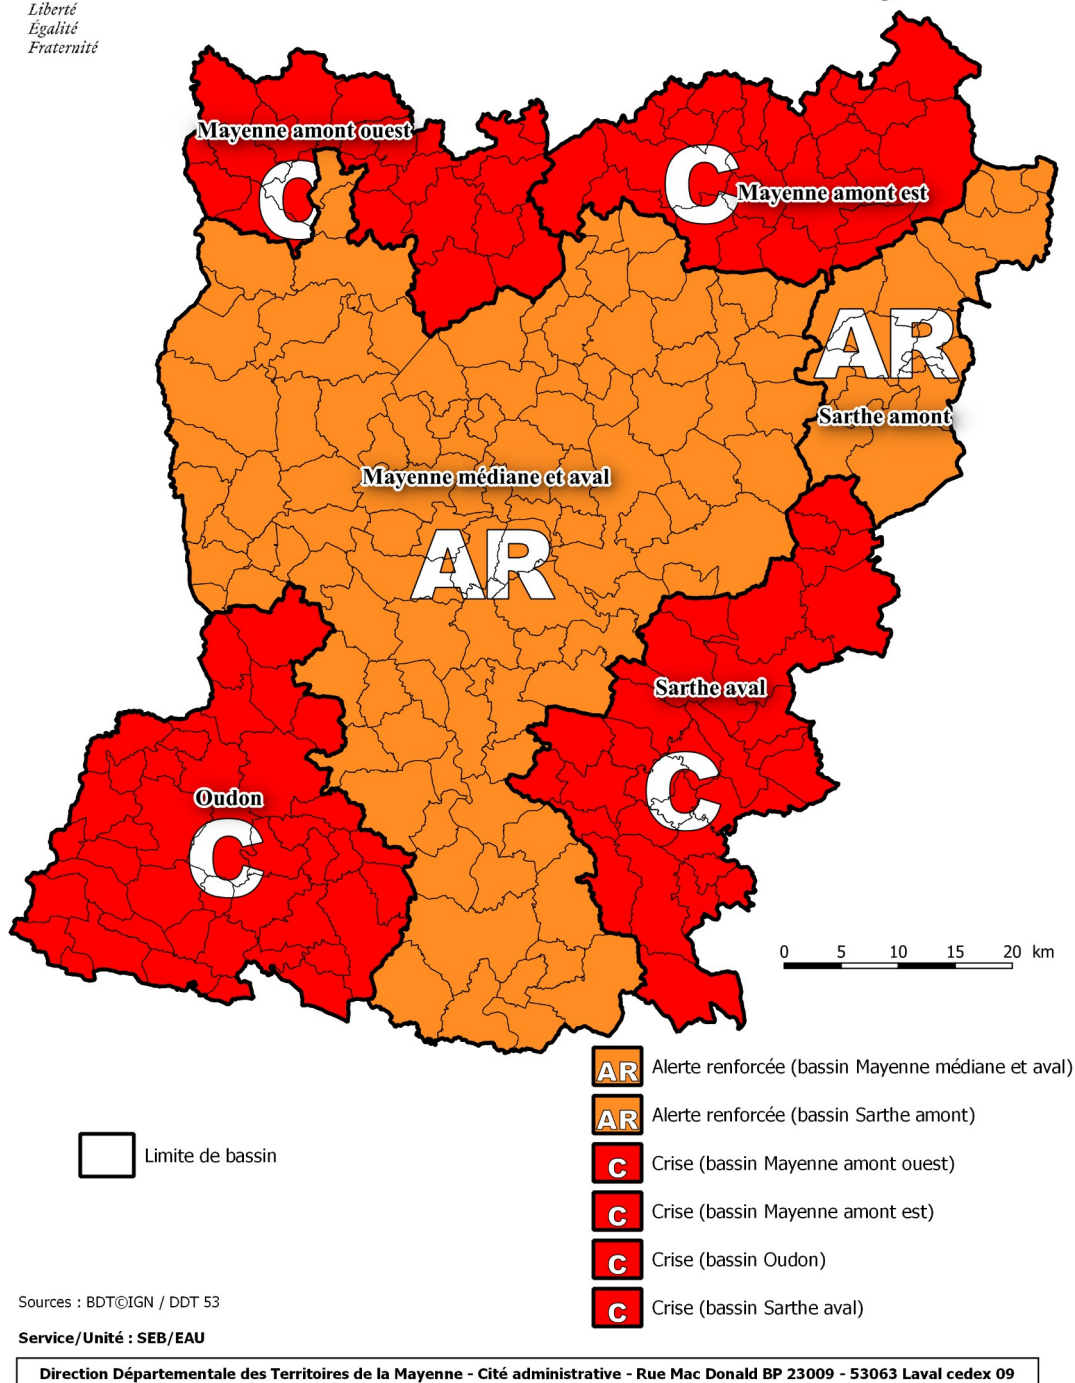 Liberté
Égalité
Fraternité
Mayenne amont ouest
C
C
Mayenne amont est
AR
Sarthe amont
Mayenne médiane et aval
AR
Sarthe aval
C
Oudon
C
0 5 10 15 20 km
AR Alerte renforcée (bassin Mayenne médiane et aval)
AR Alerte renforcée (bassin Sarthe amont)
Limite de bassin
C Crise (bassin Mayenne amont ouest)
C Crise (bassin Mayenne amont est)
C Crise (bassin Oudon)
C Crise (bassin Sarthe aval)
Sources : BDT©IGN / DDT 53
Service/Unité : SEB/EAU
Direction Départementale des Territoires de la Mayenne - Cité administrative - Rue Mac Donald BP 23009 - 53063 Laval cedex 09